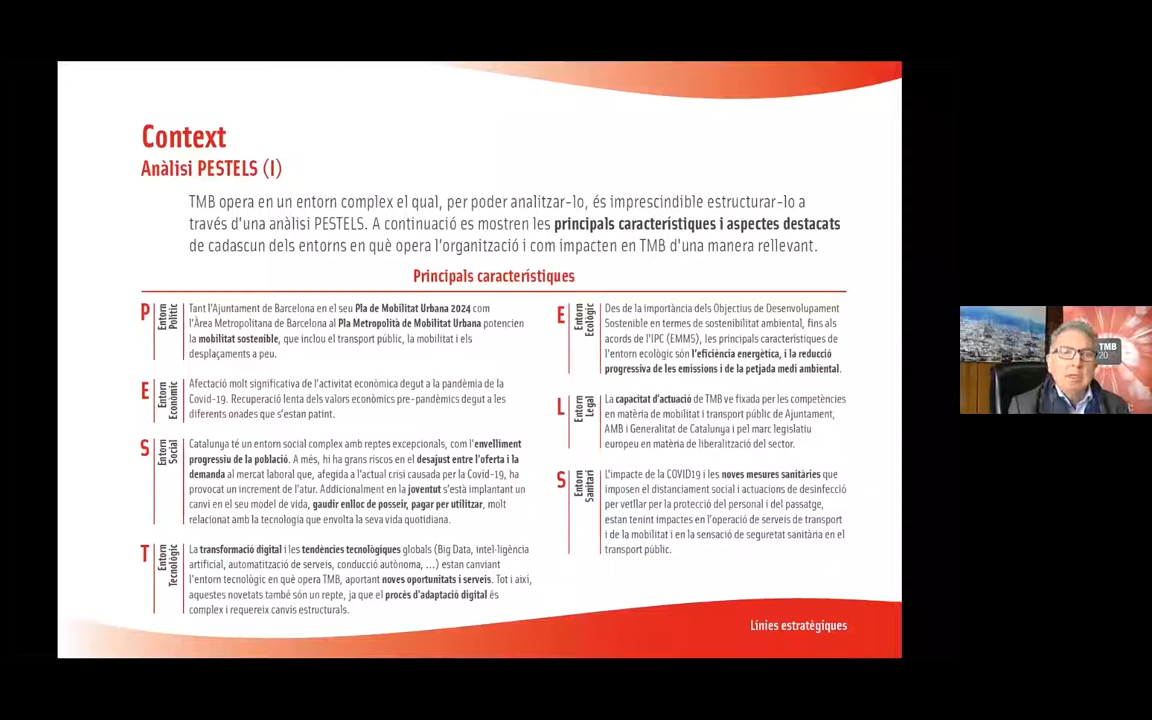 Context
Anàlisi PESTELS (I)
TMB opera en un entorn complex el qual, per poder analitzar-lo, és imprescindible estructurar-lo a
través d'una anàlisi PESTELS. A continuació es mostren les principals característiques i aspectes destacats
de cadascun dels entorns en què opera l'organització i com impacten en TMB d'una manera rellevant.
Principals característiques
P
Entorn
Polític
Tant l'Ajuntament de Barcelona en el seu Pla de Mobilitat Urbana 2024 com
l'Àrea Metropolitana de Barcelona al Pla Metropolità de Mobilitat Urbana potencien
la mobilitat sostenible, que inclou el transport públic, la mobilitat i els
desplaçaments a peu.
E
Entorn
Econòmic
Afectació molt significativa de l'activitat econòmica degut a la pandèmia de la
Covid-19. Recuperació lenta dels valors econòmics pre-pandèmics degut a les
diferents onades que s'estan patint.
S
Entorn
Social
Catalunya té un entorn social complex amb reptes excepcionals, com l'envelliment
progressiu de la població. A més, hi ha grans riscos en el desajust entre l'oferta i la
demanda al mercat laboral que, afegida a l'actual crisi causada per la Covid-19, ha
provocat un increment de l'atur. Addicionalment en la joventut s'està implantant un
canvi en el seu model de vida, gaudir enlloc de posseir, pagar per utilitzar, molt
relacionat amb la tecnologia que envolta la seva vida quotidiana.
T
Entorn
Tecnològic
La transformació digital i les tendències tecnològiques globals (Big Data, intel·ligència
artificial, automatització de serveis, conducció autònoma, ...) estan canviant
l'entorn tecnològic en què opera TMB, aportant noves oportunitats i serveis. Tot i així,
aquestes novetats també són un repte, ja que el procés d'adaptació digital és
complex i requereix canvis estructurals.
E
Entorn
Ecològic
Des de la importància dels Objectius de Desenvolupament
Sostenible en termes de sostenibilitat ambiental, fins als
acords de l'IPC (EMM5), les principals característiques de
l'entorn ecològic són l'eficiència energètica, i la reducció
progressiva de les emissions i de la petjada medi ambiental.
L
Entorn
Legal
La capacitat d'actuació de TMB ve fixada per les competències
en matèria de mobilitat i transport públic de Ajuntament,
AMB i Generalitat de Catalunya i pel marc legislatiu
europeu en matèria de liberalització del sector.
S
Entorn
Sanitari
L'impacte de la COVID19 i les noves mesures sanitàries que
imposen el distanciament social i actuacions de desinfecció
per vetllar per la protecció del personal i del passatge,
estan tenint impactes en l'operació de serveis de transport
i de la mobilitat i en la sensació de seguretat sanitària en el
transport públic.
Línies estratègiques
TMB
20